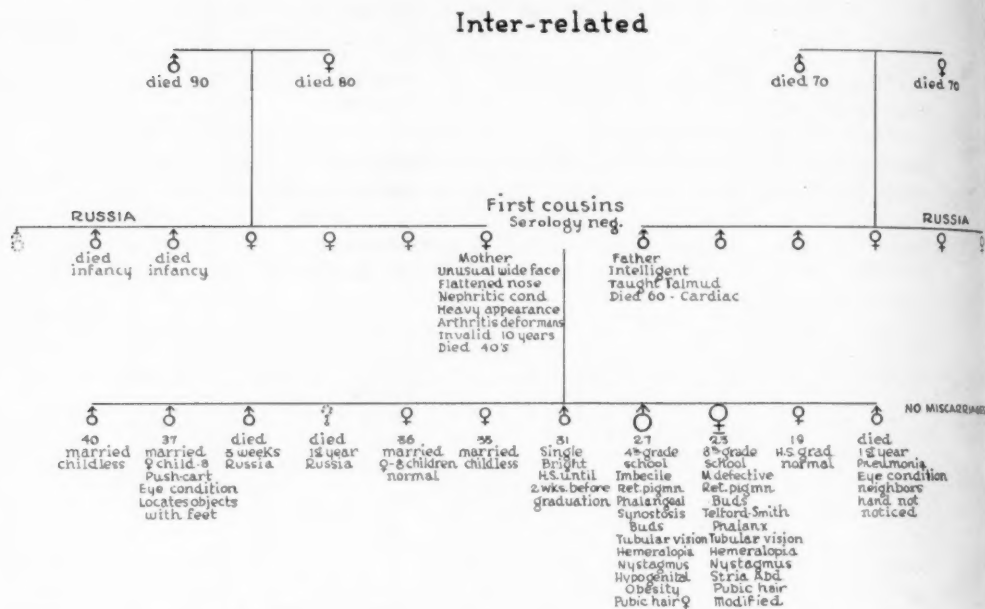 Inter-related
♂ ♀ ♂ ♀
died 90 died 80 died 70 died 70
First cousins
Serology neg.
RUSSIA RUSSIA
♂ ♂ ♀ ♀ ♀ ♀ ♂ ♂ ♂ ♀ ♀
died
infancy
died
infancy
Mother
Unusual wide face
Flattened nose
Nephritic cond
Heavy appearance
Arthritis deformans
Invalid 10 years
Died 40's
Father
Intelligent
Taught Talmud
Died 60 - Cardiac
NO MISCARRIAGES
♂
40
married
childless
♂
37
married
♀ child-8
Push-cart
Eye condition
Locates objects
with feet
♂
died
3 weeks
Russia
died
1st year
Russia
♀
36
married
♀-8 children
normal
♀
35
married
childless
♂
31
Single
Bright
H.S. until
2 wks. before
graduation
♂
27
4th grade
school
Imbecile
Ret. pigmn.
Phalangeal
Synostosis
Buds
Tubular vision
Hemeralopia
Nystagmus
Hypogenital
Obesity
Pubic hair ♀
♀
23
8th grade
school
M. defective
Ret. pigmn.
Buds
Telford-Smith
Phalanx
Tubular vision
Hemeralopia
Nystagmus
Stria Abd.
Pubic hair
Modified
♀
19
H.S. grad
normal
♂
died
1st year
Pneumonia
Eye condition
neighbors
hand not
noticed